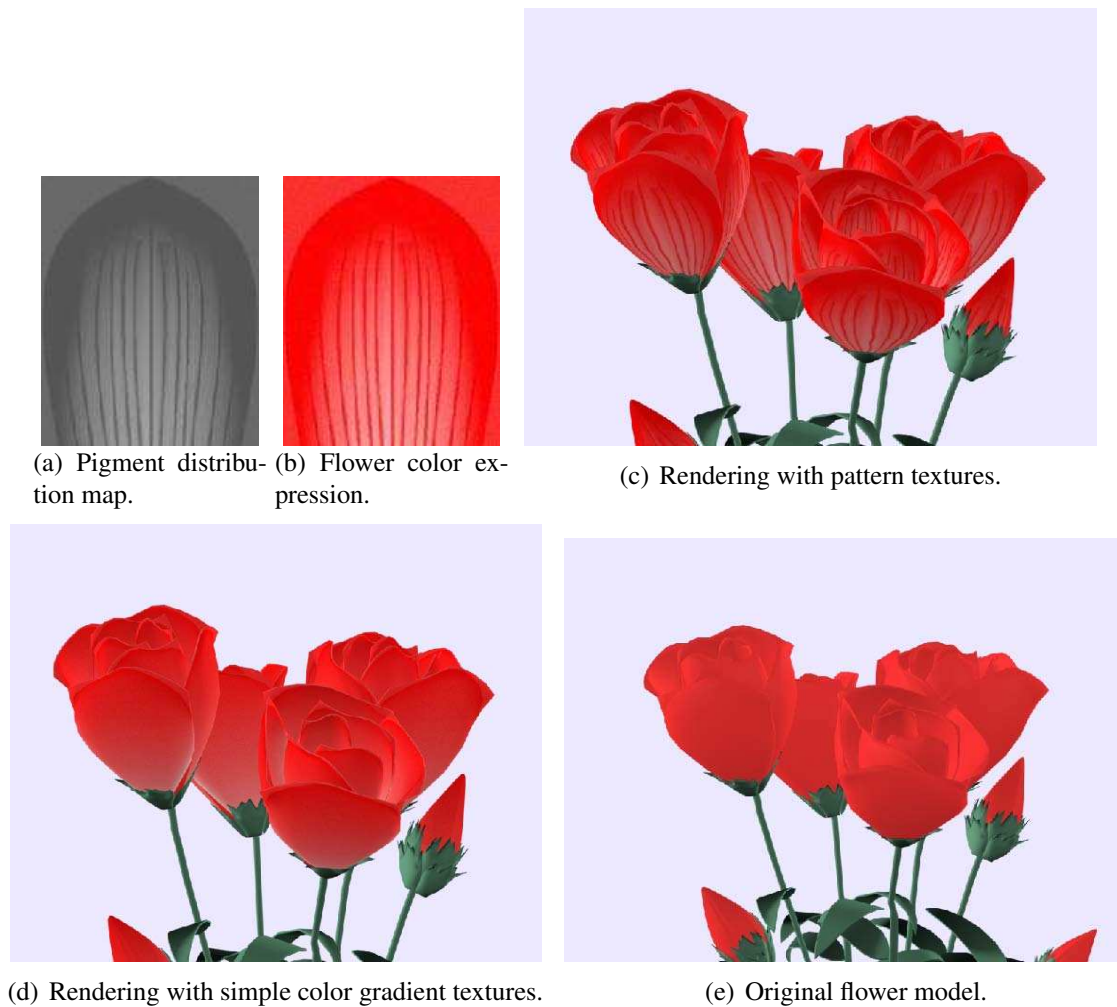 (a) Pigment distribu-
tion map.
(b) Flower color ex-
pression.
(c) Rendering with pattern textures.
(d) Rendering with simple color gradient textures.
(e) Original flower model.